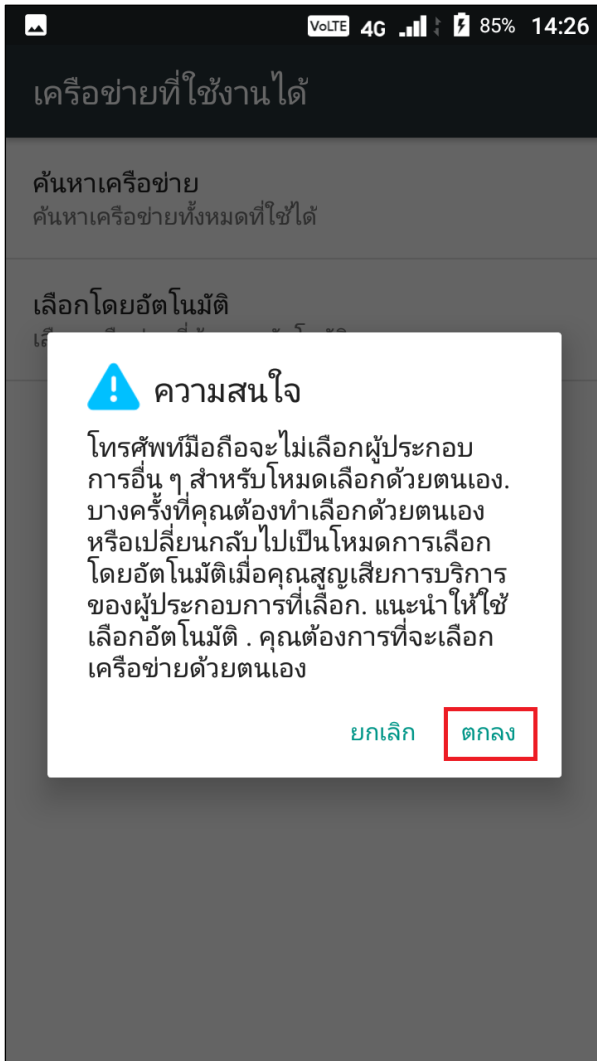 VoLTE 4G 85% 14:26
เครือข่ายที่ใช้งานได้
ค้นหาเครือข่าย
ค้นหาเครือข่ายทั้งหมดที่ใช้ได้
เลือกโดยอัตโนมัติ
ความสนใจ
โทรศัพท์มือถือจะไม่เลือกผู้ประกอบ
การอื่น ๆ สำหรับโหมดเลือกด้วยตนเอง.
บางครั้งที่คุณต้องทำเลือกด้วยตนเอง
หรือเปลี่ยนกลับไปเป็นโหมดการเลือก
โดยอัตโนมัติเมื่อคุณสูญเสียการบริการ
ของผู้ประกอบการที่เลือก. แนะนำให้ใช้
เลือกอัตโนมัติ . คุณต้องการที่จะเลือก
เครือข่ายด้วยตนเอง
ยกเลิก ตกลง